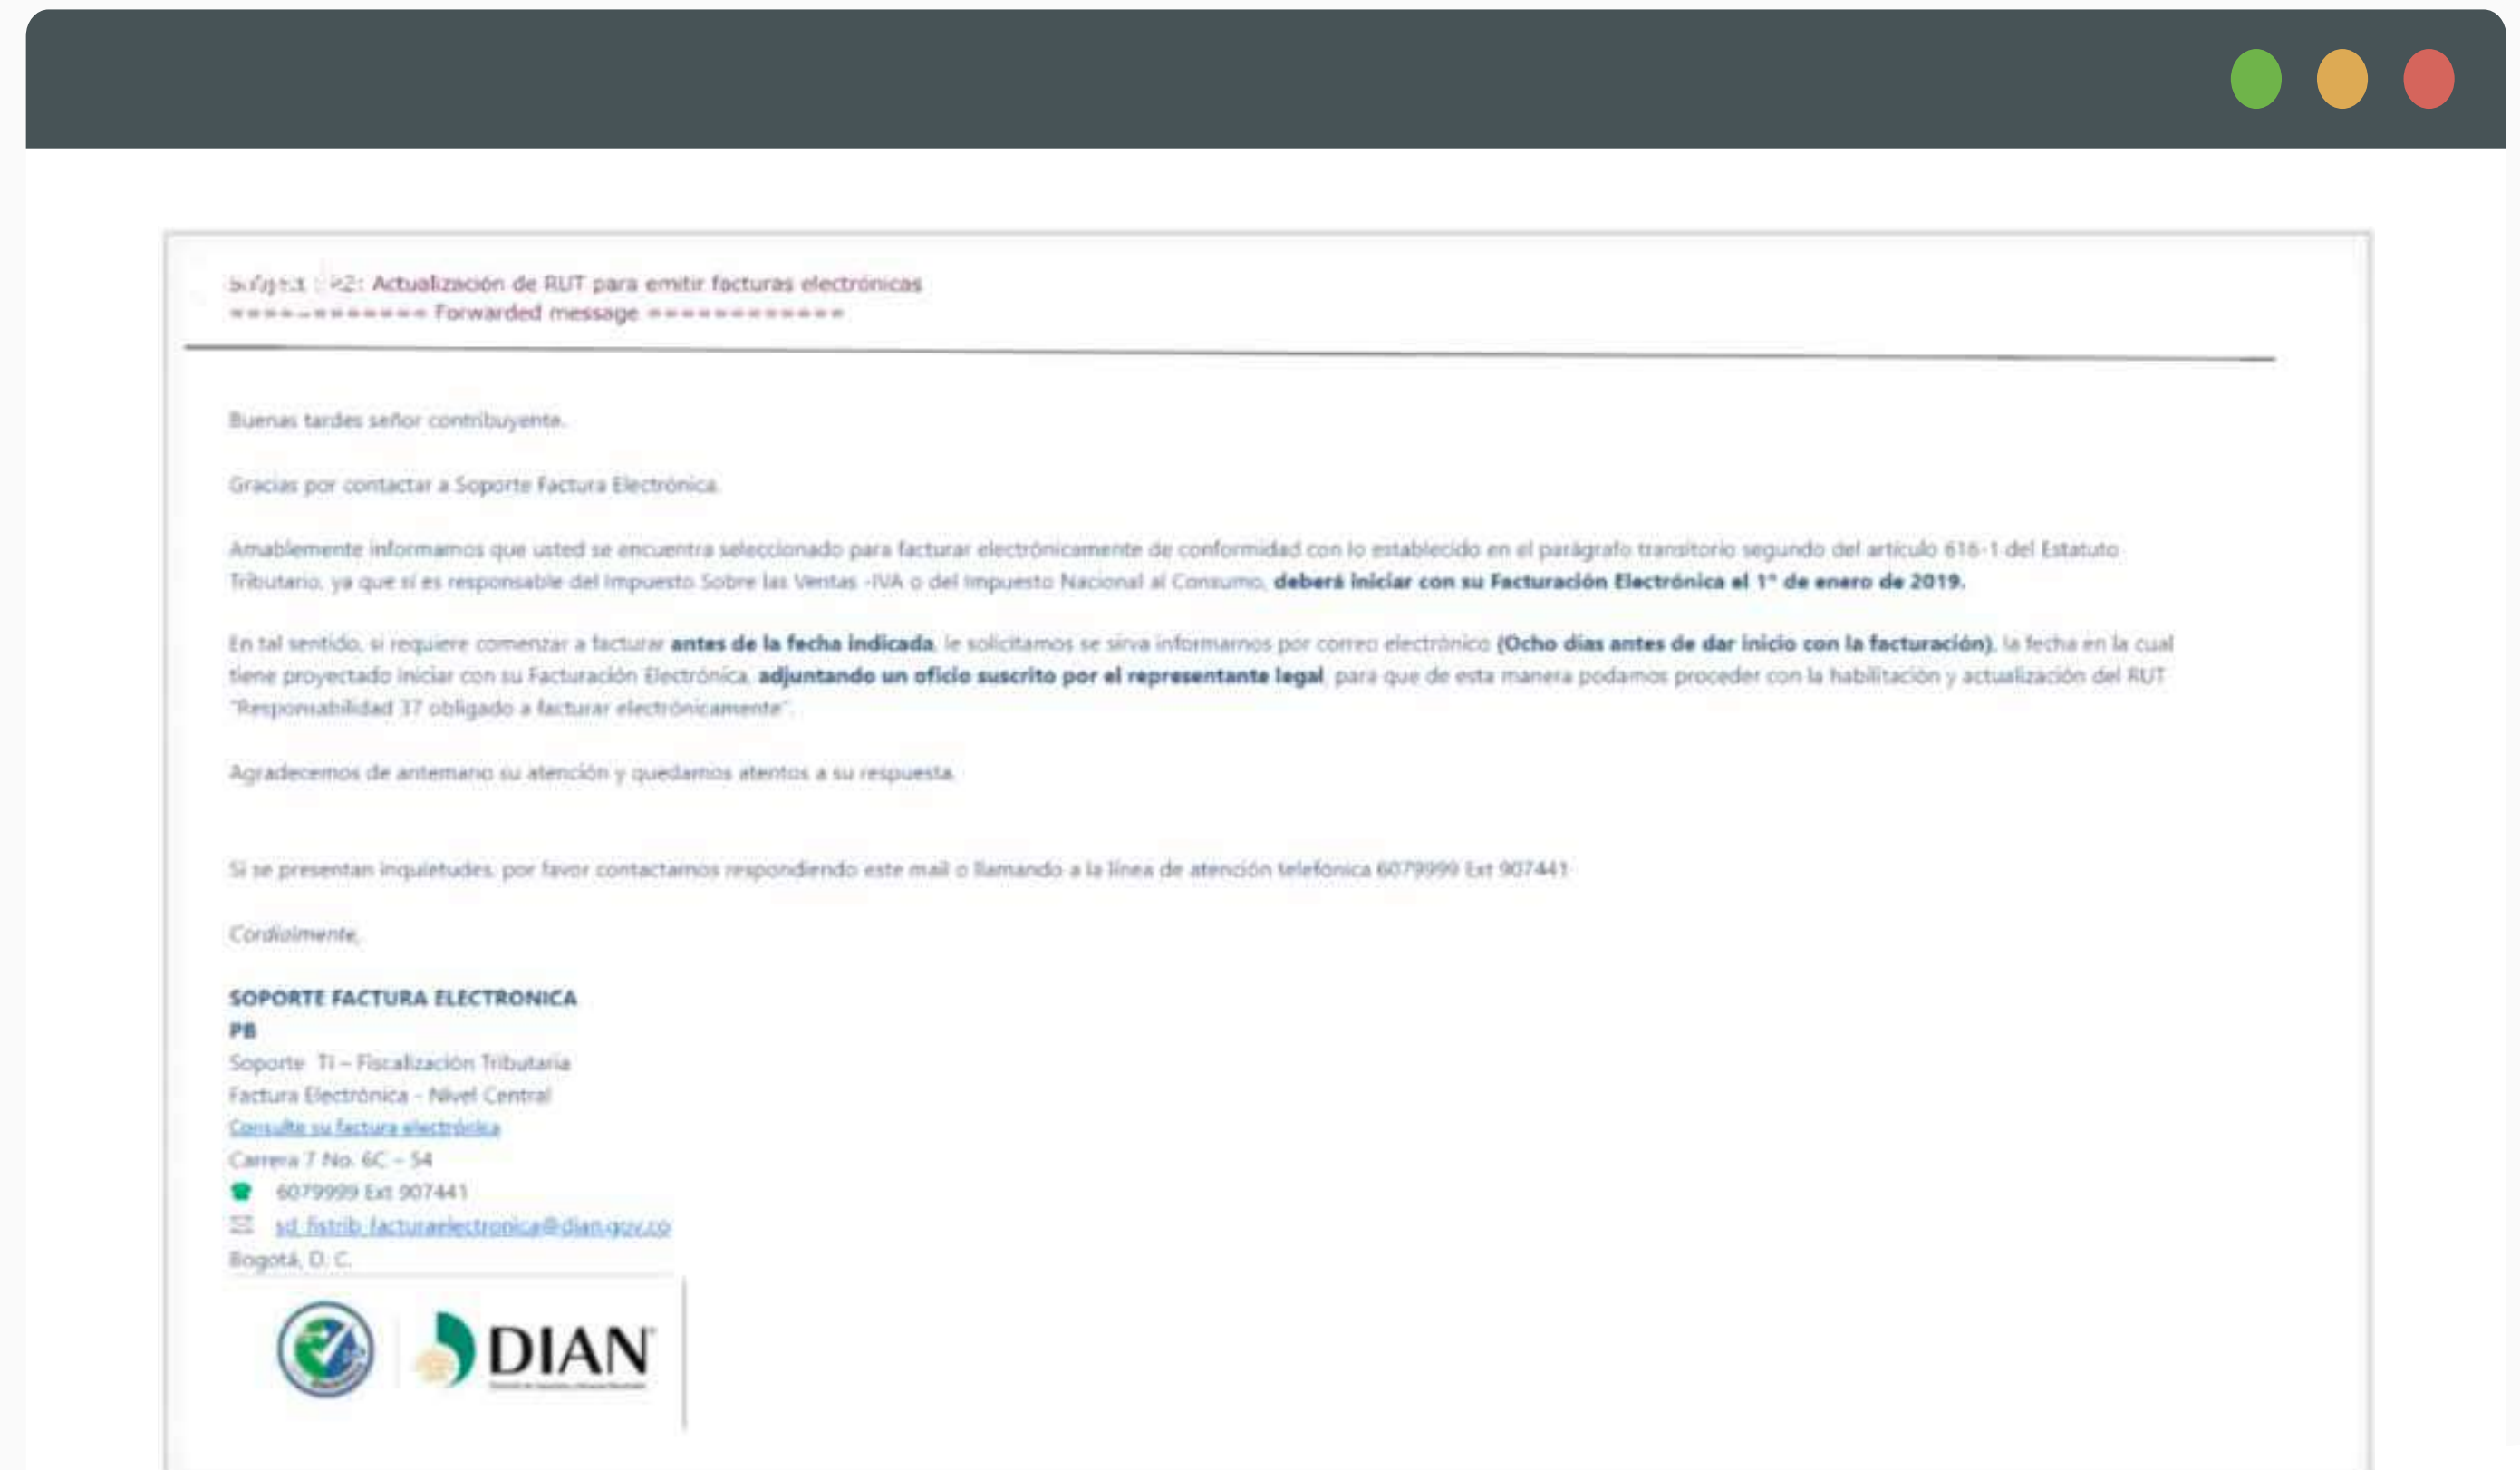 Actualización de RUT para emitir facturas electrónicas
============ Forwarded message ============
Buenas tardes señor contribuyente.
Gracias por contactar a Soporte Factura Electrónica.
Amablemente informamos que usted se encuentra seleccionado para facturar electrónicamente de conformidad con lo establecido en el parágrafo transitorio segundo del artículo 616-1 del Estatuto
Tributario, ya que sí es responsable del Impuesto Sobre las Ventas -IVA o del Impuesto Nacional al Consumo, deberá iniciar con su Facturación Electrónica el 1° de enero de 2019.
En tal sentido, si requiere comenzar a facturar antes de la fecha indicada, le solicitamos se sirva informarnos por correo electrónico (Ocho días antes de dar inicio con la facturación), la fecha en la cual
tiene proyectado iniciar con su Facturación Electrónica, adjuntando un oficio suscrito por el representante legal, para que de esta manera podamos proceder con la habilitación y actualización del RUT
"Responsabilidad 37 obligado a facturar electrónicamente".
Agradecemos de antemano su atención y quedamos atentos a su respuesta.
Si se presentan inquietudes, por favor contactarnos respondiendo este mail o llamando a la línea de atención telefónica 6079999 Ext 907441
Cordialmente,
SOPORTE FACTURA ELECTRONICA
PB
Soporte TI – Fiscalización Tributaria
Factura Electrónica - Nivel Central
Consulte su factura electrónica
Carrera 7 No. 6C – 54
6079999 Ext 907441
sd_fistrib_facturaelectronica@dian.gov.co
Bogotá, D. C.
DIAN